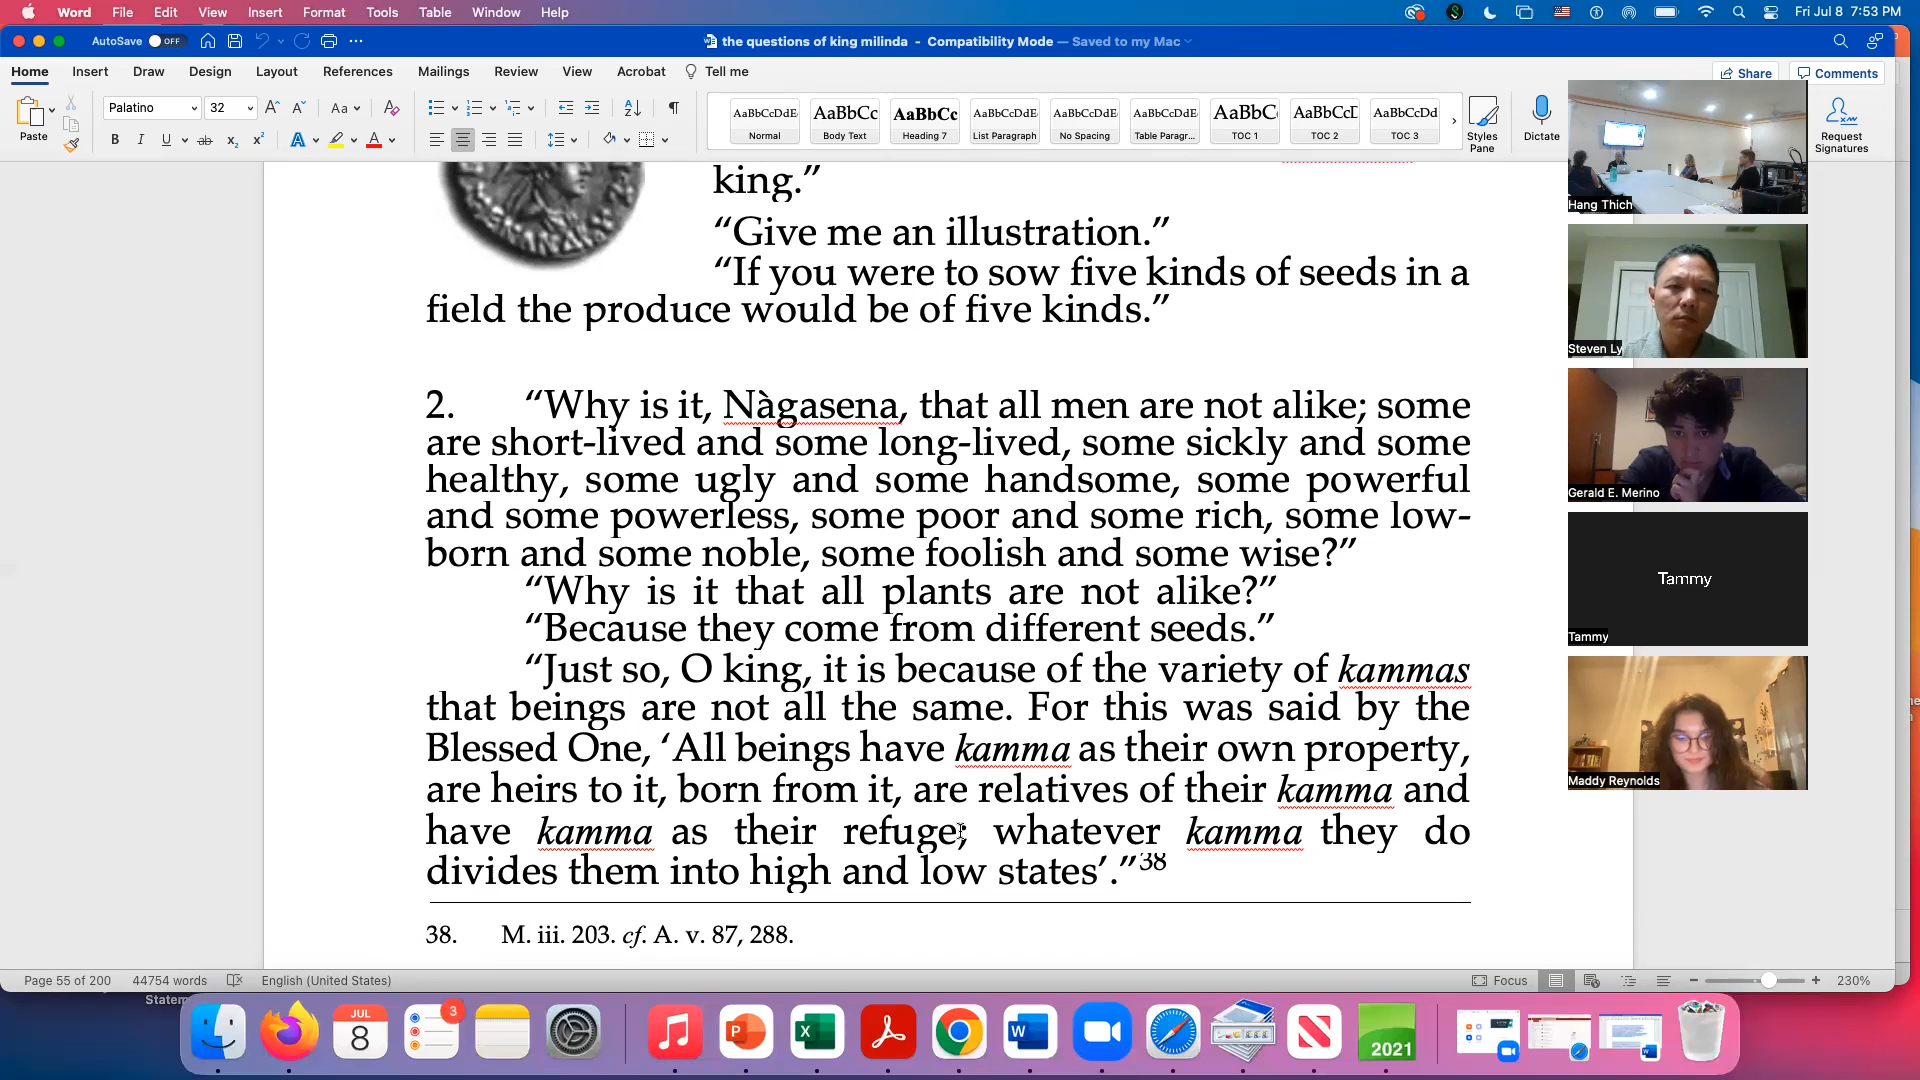 Word File Edit View Insert Format Tools Table Window Help Fri Jul 8 7:53 PM
AutoSave OFF the questions of king milinda - Compatibility Mode — Saved to my Mac
Home Insert Draw Design Layout References Mailings Review View Acrobat Tell me Share Comments
Palatino 32 Aa
Paste
AaBbCcDdE AaBbCc AaBbCc AaBbCcDdE AaBbCcDdE AaBbCcDdE AaBbC AaBbCcD AaBbCcDd
Normal Body Text Heading 7 List Paragraph No Spacing Table Paragr... TOC 1 TOC 2 TOC 3
Styles Pane
Dictate
Request Signatures
king.”
“Give me an illustration.”
“If you were to sow five kinds of seeds in a
field the produce would be of five kinds.”
2. “Why is it, Nàgasena, that all men are not alike; some
are short-lived and some long-lived, some sickly and some
healthy, some ugly and some handsome, some powerful
and some powerless, some poor and some rich, some low-
born and some noble, some foolish and some wise?”
“Why is it that all plants are not alike?”
“Because they come from different seeds.”
“Just so, O king, it is because of the variety of kammas
that beings are not all the same. For this was said by the
Blessed One, ‘All beings have kamma as their own property,
are heirs to it, born from it, are relatives of their kamma and
have kamma as their refuge; whatever kamma they do
divides them into high and low states’.”38
38. M. iii. 203. cf. A. v. 87, 288.
Hang Thich
Steven Ly
Gerald E. Merino
Tammy
Tammy
Maddy Reynolds
Page 55 of 200 44754 words English (United States) Focus 230%
Statem
JUL
8
3
2021